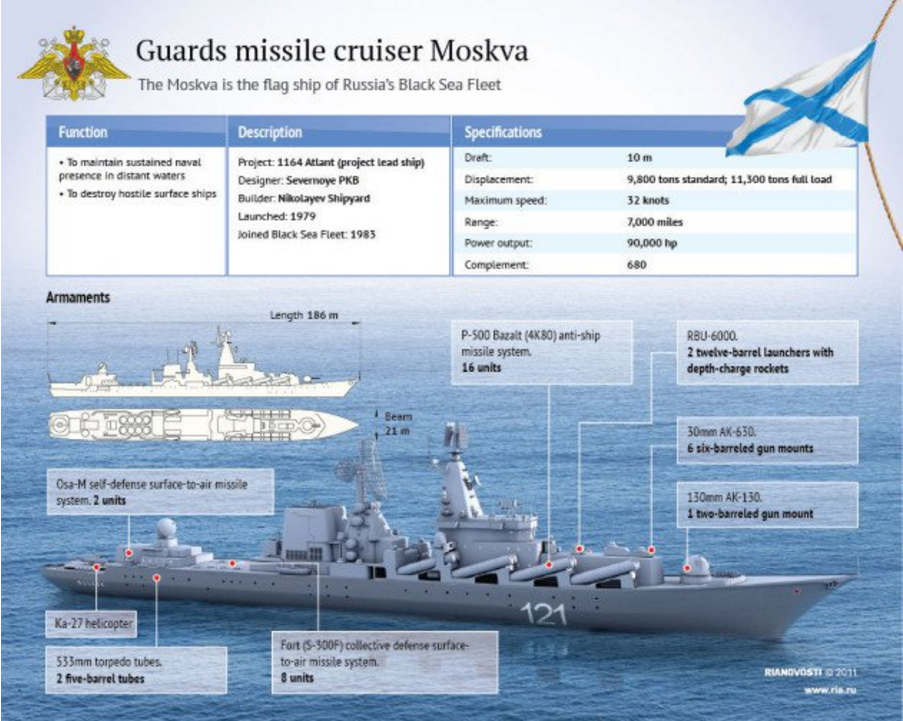 Guards missile cruiser Moskva
The Moskva is the flag ship of Russia's Black Sea Fleet
Function
• To maintain sustained naval
presence in distant waters
• To destroy hostile surface ships
Description
Project: 1164 Atlant (project lead ship)
Designer: Severnoye PKB
Builder: Nikolayev Shipyard
Launched: 1979
Joined Black Sea Fleet: 1983
Specifications
Draft: 10 m
Displacement: 9,800 tons standard; 11,300 tons full load
Maximum speed: 32 knots
Range: 7,000 miles
Power output: 90,000 hp
Complement: 680
Armaments
Length 186 m
Beam
21 m
P-500 Bazalt (4K80) anti-ship
missile system.
16 units
RBU-6000.
2 twelve-barrel launchers with
depth-charge rockets
30mm AK-630.
6 six-barreled gun mounts
130mm AK-130.
1 two-barreled gun mount
Osa-M self-defense surface-to-air missile
system. 2 units
121
Ka-27 helicopter
533mm torpedo tubes.
2 five-barrel tubes
Fort (S-300F) collective defense surface-
to-air missile system.
8 units
RIANOVOSTI © 2011
www.ria.ru